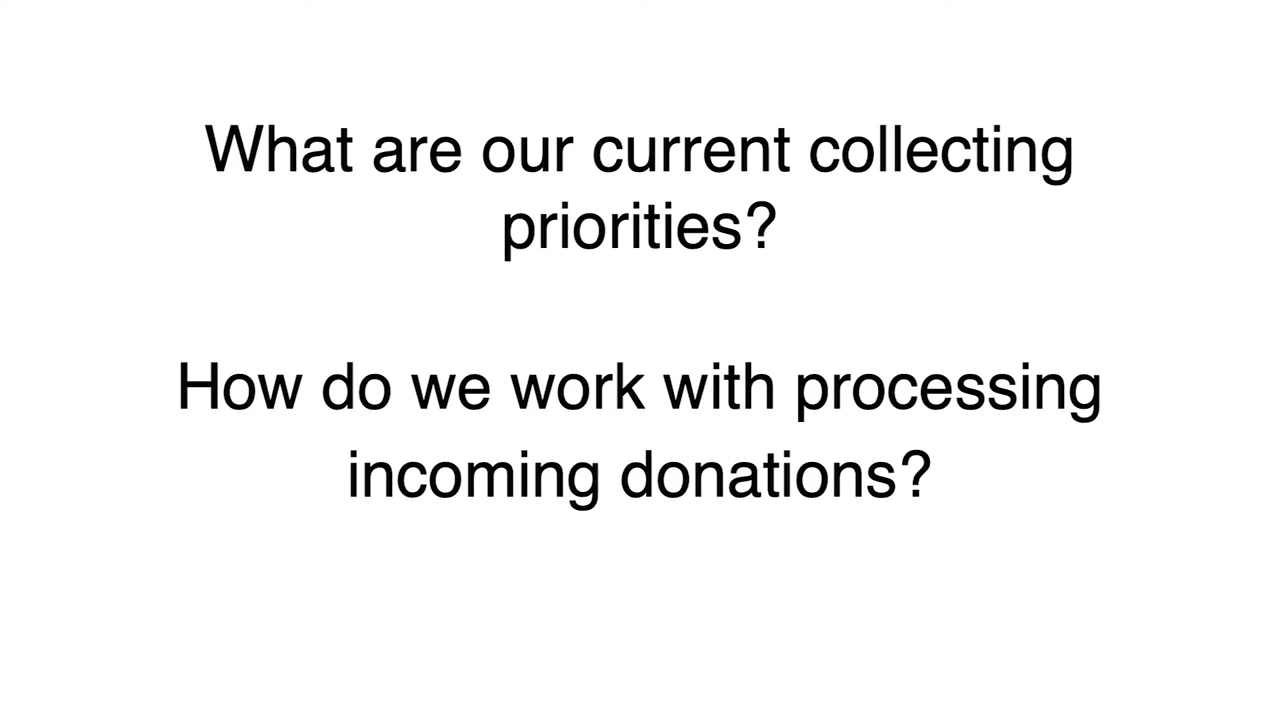 What are our current collecting
priorities?
How do we work with processing
incoming donations?